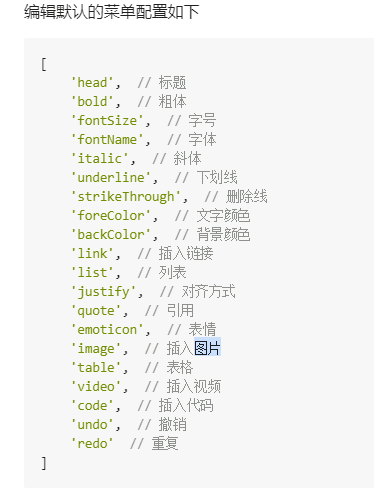 编辑默认的菜单配置如下
[
    'head',  // 标题
    'bold',  // 粗体
    'fontSize',  // 字号
    'fontName',  // 字体
    'italic',  // 斜体
    'underline',  // 下划线
    'strikeThrough',  // 删除线
    'foreColor',  // 文字颜色
    'backColor',  // 背景颜色
    'link',  // 插入链接
    'list',  // 列表
    'justify',  // 对齐方式
    'quote',  // 引用
    'emoticon',  // 表情
    'image',  // 插入图片
    'table',  // 表格
    'video',  // 插入视频
    'code',  // 插入代码
    'undo',  // 撤销
    'redo'  // 重复
]